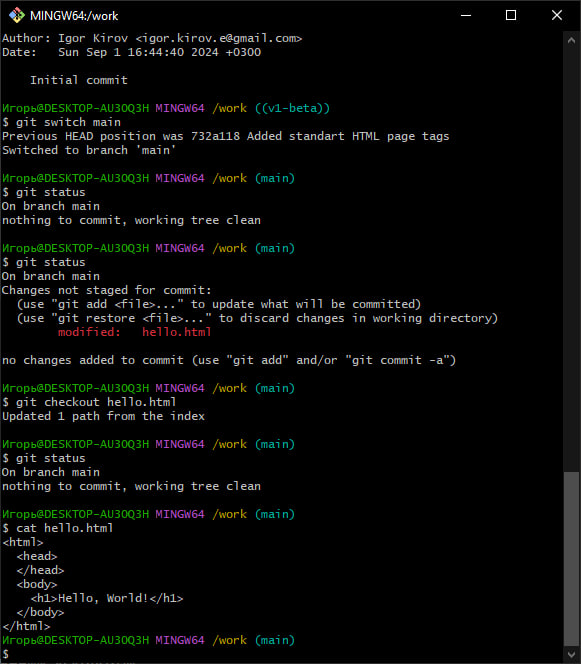 MINGW64:/work
Author: Igor Kirov <igor.kirov.e@gmail.com>
Date:   Sun Sep 1 16:44:40 2024 +0300
    Initial commit
Игорь@DESKTOP-AU3OQ3H MINGW64 /work ((v1-beta))
$ git switch main
Previous HEAD position was 732a118 Added standart HTML page tags
Switched to branch 'main'
Игорь@DESKTOP-AU3OQ3H MINGW64 /work (main)
$ git status
On branch main
nothing to commit, working tree clean
Игорь@DESKTOP-AU3OQ3H MINGW64 /work (main)
$ git status
On branch main
Changes not staged for commit:
  (use "git add <file>..." to update what will be committed)
  (use "git restore <file>..." to discard changes in working directory)
        modified:   hello.html
no changes added to commit (use "git add" and/or "git commit -a")
Игорь@DESKTOP-AU3OQ3H MINGW64 /work (main)
$ git checkout hello.html
Updated 1 path from the index
Игорь@DESKTOP-AU3OQ3H MINGW64 /work (main)
$ git status
On branch main
nothing to commit, working tree clean
Игорь@DESKTOP-AU3OQ3H MINGW64 /work (main)
$ cat hello.html
<html>
  <head>
  </head>
  <body>
    <h1>Hello, World!</h1>
  </body>
</html>
Игорь@DESKTOP-AU3OQ3H MINGW64 /work (main)
$